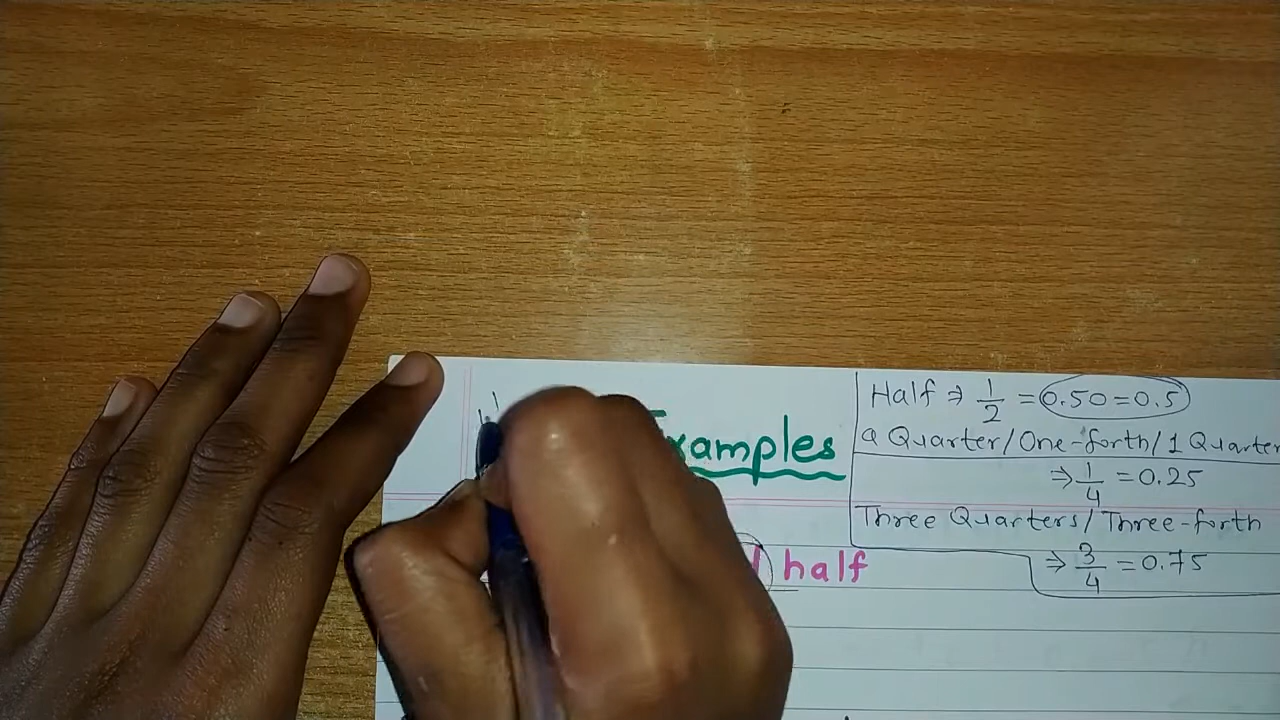 Examples
Half ⇒ 1/2 = 0.50 = 0.5
a Quarter/One-forth/1 Quarter
⇒ 1/4 = 0.25
Three Quarters/Three-forth
⇒ 3/4 = 0.75
half